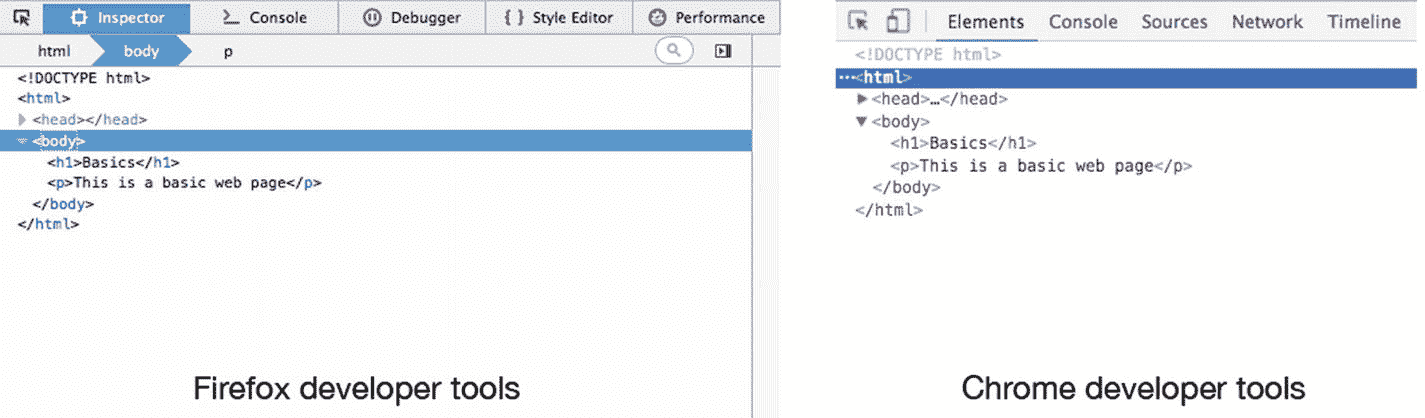 Inspector Console Debugger { } Style Editor Performance
html body p
<!DOCTYPE html>
<html>
<head></head>
<body>
<h1>Basics</h1>
<p>This is a basic web page</p>
</body>
</html>
Firefox developer tools
Elements Console Sources Network Timeline
<!DOCTYPE html>
···<html>
<head>…</head>
<body>
<h1>Basics</h1>
<p>This is a basic web page</p>
</body>
</html>
Chrome developer tools